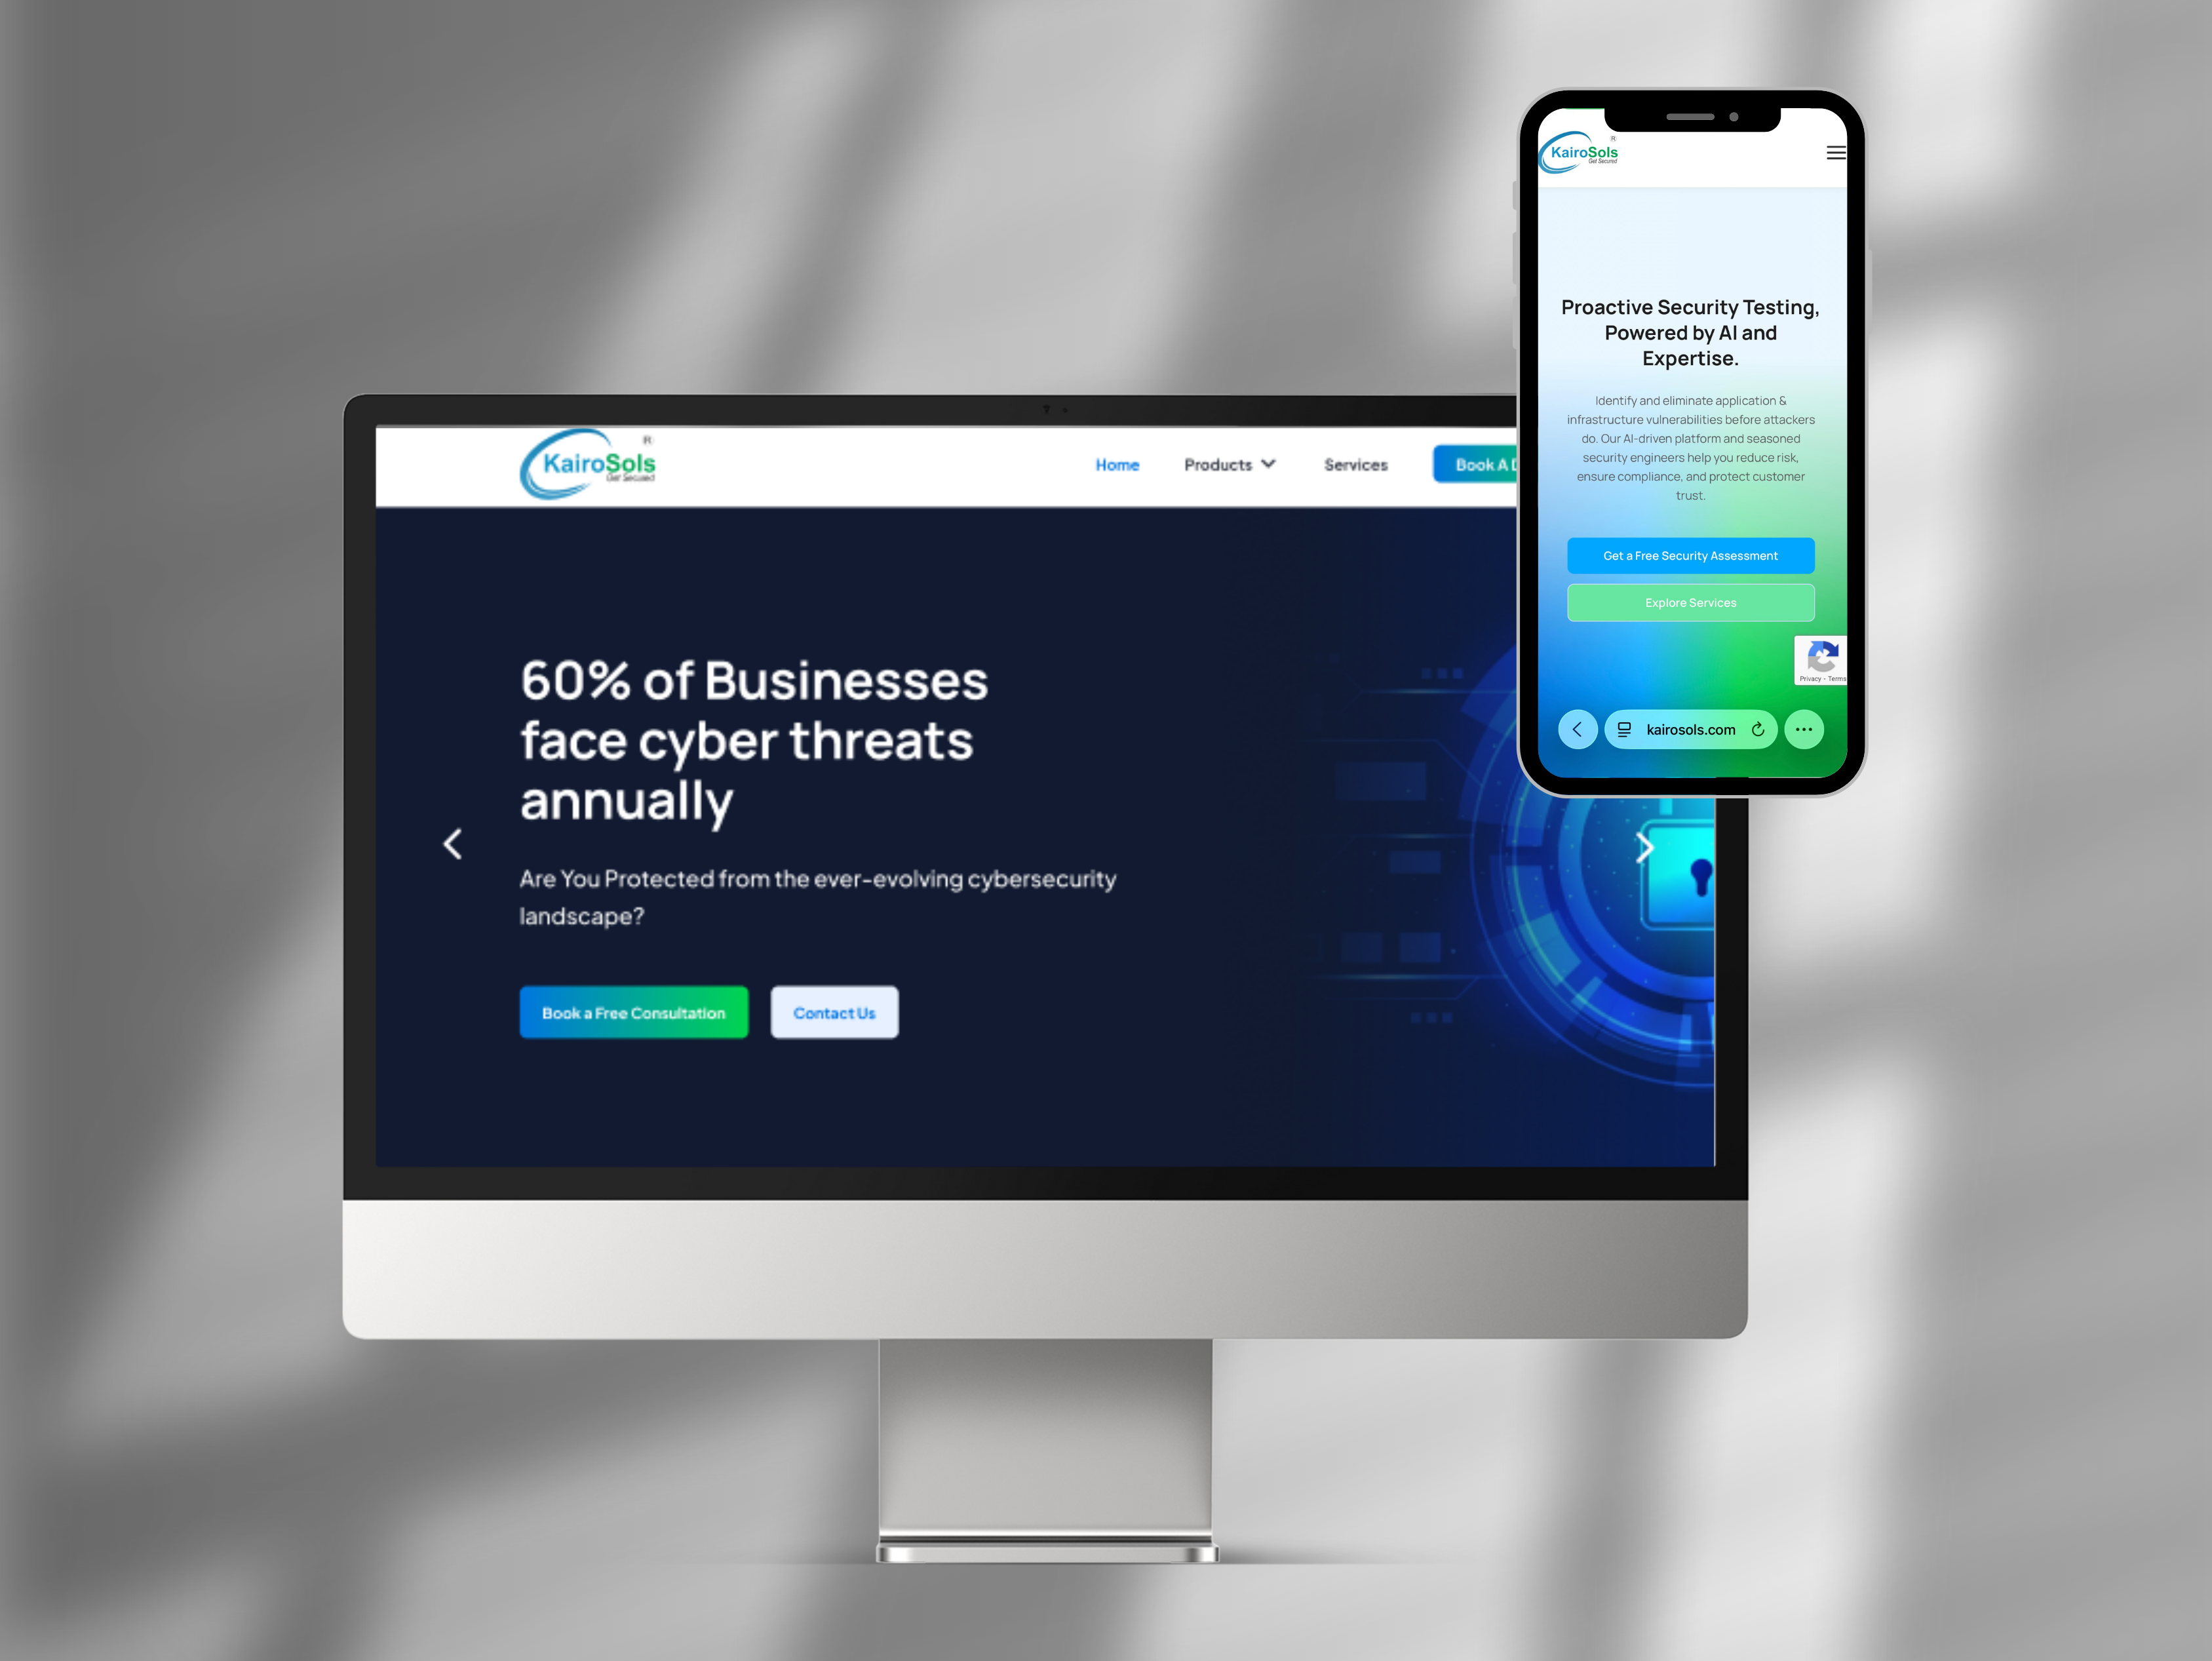 KairoSols
®
Get Secured
Home
Products
Services
Book A
60% of Businesses
face cyber threats
annually
Are You Protected from the ever-evolving cybersecurity
landscape?
Book a Free Consultation
Contact Us
KairoSols
®
Get Secured
Proactive Security Testing,
Powered by AI and
Expertise.
Identify and eliminate application &
infrastructure vulnerabilities before attackers
do. Our AI-driven platform and seasoned
security engineers help you reduce risk,
ensure compliance, and protect customer
trust.
Get a Free Security Assessment
Explore Services
Privacy - Terms
kairosols.com